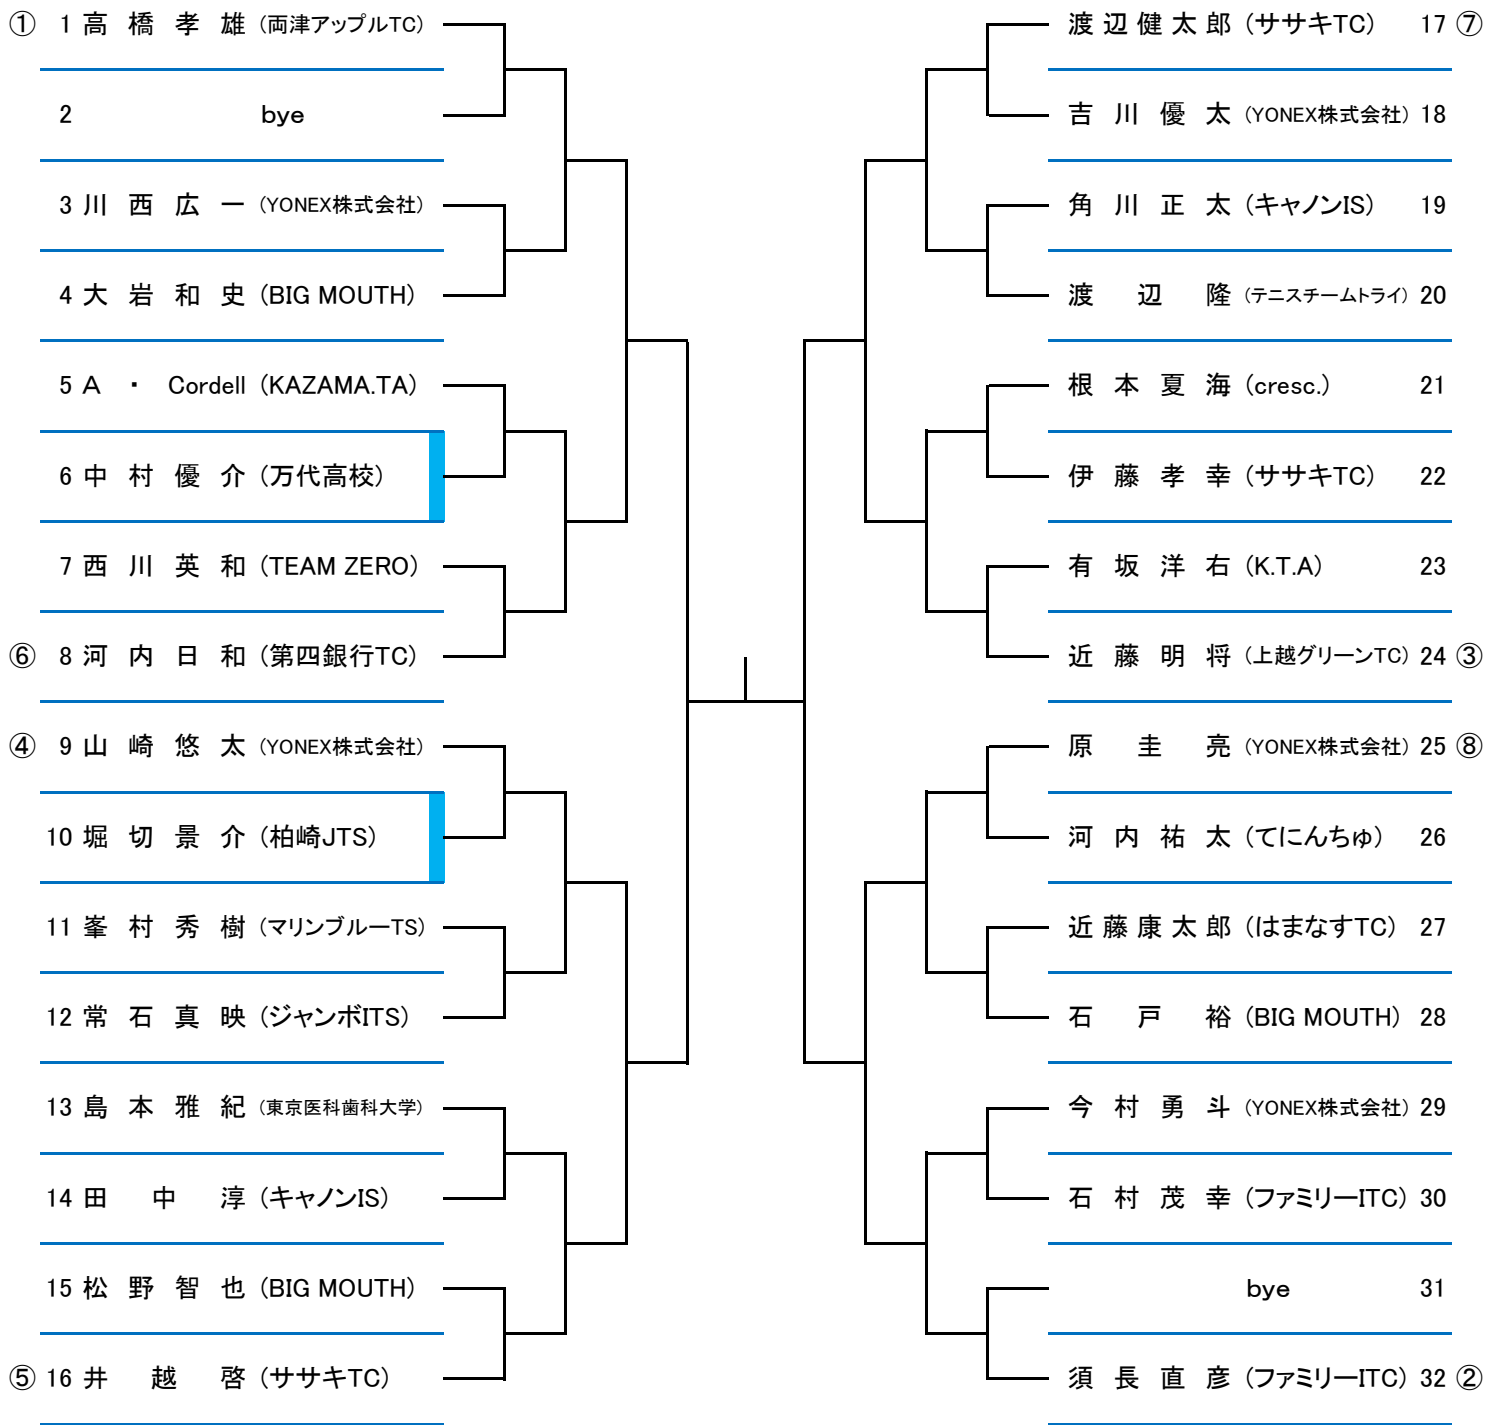 ① 1 高橋孝雄 (両津アップルTC)
2 bye
3 川西広一 (YONEX株式会社)
4 大岩和史 (BIG MOUTH)
5 A・Cordell (KAZAMA.TA)
6 中村優介 (万代高校)
7 西川英和 (TEAM ZERO)
⑥ 8 河内日和 (第四銀行TC)
④ 9 山崎悠太 (YONEX株式会社)
10 堀切景介 (柏崎JTS)
11 峯村秀樹 (マリンブルーTS)
12 常石真映 (ジャンボITS)
13 島本雅紀 (東京医科歯科大学)
14 田中淳 (キャノンIS)
15 松野智也 (BIG MOUTH)
⑤ 16 井越啓 (ササキTC)
渡辺健太郎 (ササキTC) 17 ⑦
吉川優太 (YONEX株式会社) 18
角川正太 (キャノンIS) 19
渡辺隆 (テニスチームトライ) 20
根本夏海 (cresc.) 21
伊藤孝幸 (ササキTC) 22
有坂洋右 (K.T.A) 23
近藤明将 (上越グリーンTC) 24 ③
原圭亮 (YONEX株式会社) 25 ⑧
河内祐太 (てにんちゅ) 26
近藤康太郎 (はまなすTC) 27
石戸裕 (BIG MOUTH) 28
今村勇斗 (YONEX株式会社) 29
石村茂幸 (ファミリーITC) 30
bye 31
須長直彦 (ファミリーITC) 32 ②